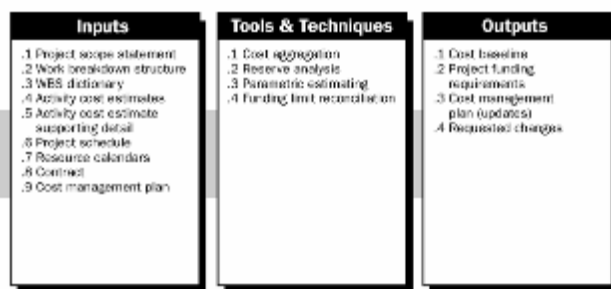 Inputs
.1 Project scope statement
.2 Work breakdown structure
.3 WBS dictionary
.4 Activity cost estimates
.5 Activity cost estimate
supporting detail
.6 Project schedule
.7 Resource calendars
.8 Contract
.9 Cost management plan
Tools & Techniques
.1 Cost aggregation
.2 Reserve analysis
.3 Parametric estimating
.4 Funding limit reconciliation
Outputs
.1 Cost baseline
.2 Project funding
requirements
.3 Cost management
plan (updates)
.4 Requested changes